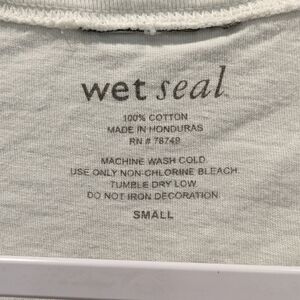 wet seal
100% COTTON
MADE IN HONDURAS
RN # 78749
MACHINE WASH COLD
USE ONLY NON-CHLORINE BLEACH
TUMBLE DRY LOW
DO NOT IRON DECORATION
SMALL